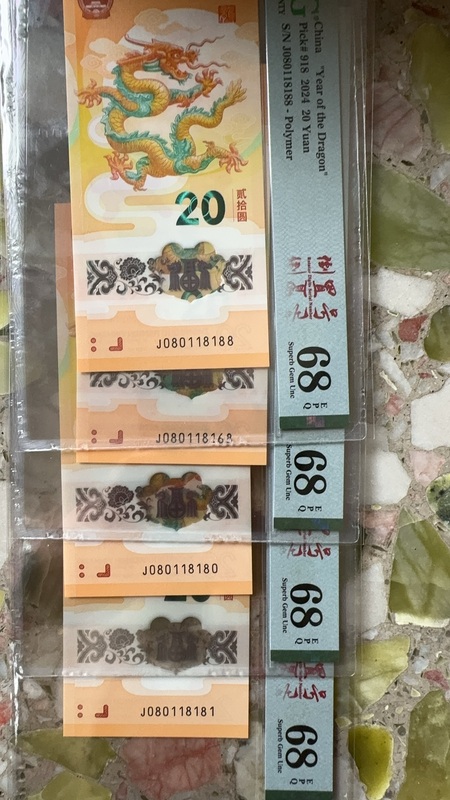 China "Year of the Dragon"
Pick# 918 2024 20 Yuan
S/N J080118188 - Polymer
20
贰拾圆
福
J080118188
68
EPQ
Superb Gem Unc
J080118168
68
EPQ
Superb Gem Unc
J080118180
68
EPQ
Superb Gem Unc
J080118181
68
EPQ
Superb Gem Unc